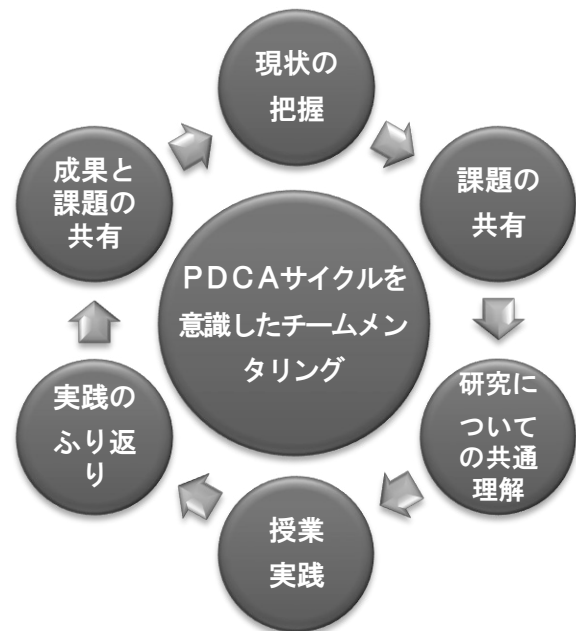 現状の
把握
課題の
共有
研究に
ついて
の共通
理解
授業
実践
実践の
ふり返
り
成果と
課題の
共有
PDCAサイクルを
意識したチームメン
タリング